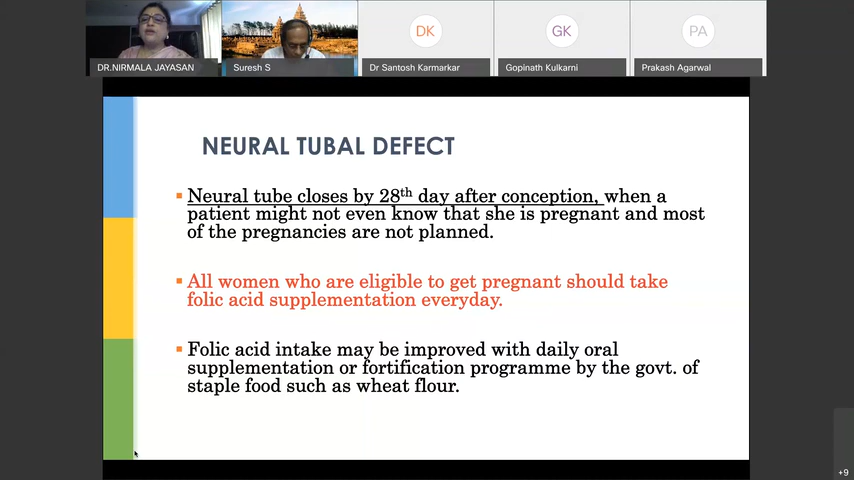 DK
GK
PA
DR.NIRMALA JAYASAN
Suresh S
Dr Santosh Karmarkar
Gopinath Kulkarni
Prakash Agarwal
NEURAL TUBAL DEFECT
Neural tube closes by 28th day after conception, when a
patient might not even know that she is pregnant and most
of the pregnancies are not planned.
All women who are eligible to get pregnant should take
folic acid supplementation everyday.
Folic acid intake may be improved with daily oral
supplementation or fortification programme by the govt. of
staple food such as wheat flour.
+9